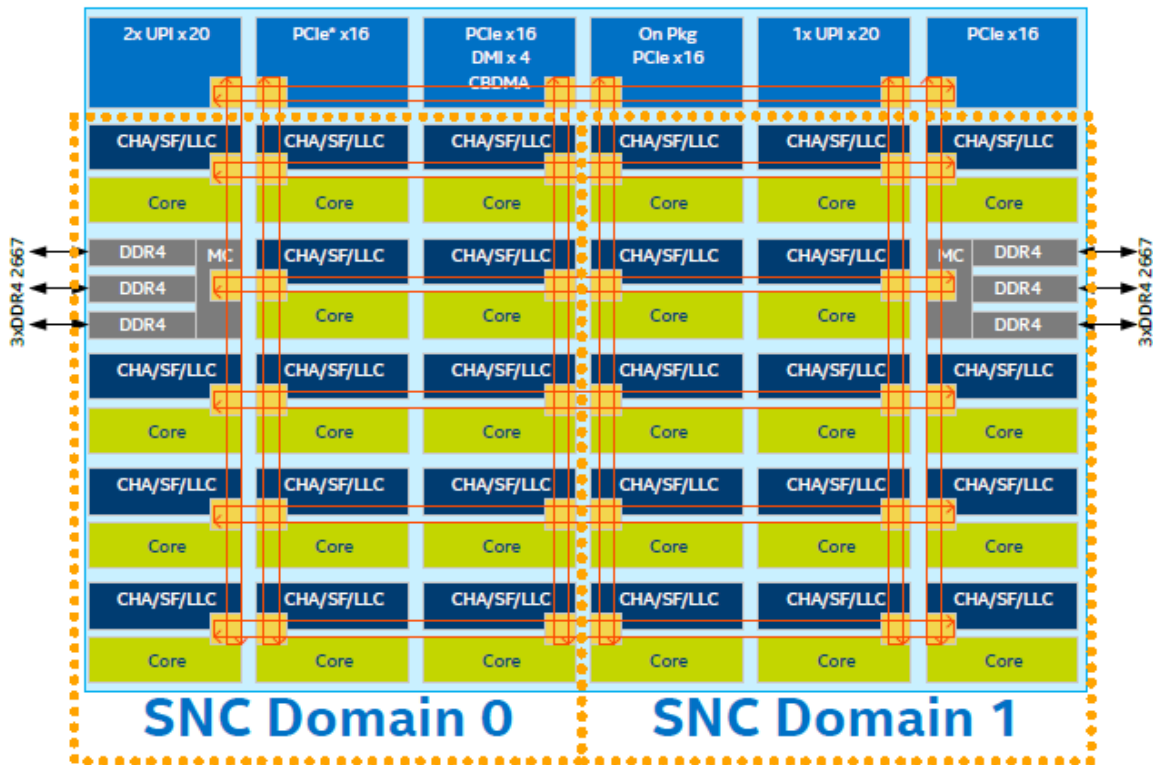 2x UPI x20
PCIe* x16
PCIe x16
DMI x 4
CBDMA
On Pkg
PCIe x16
1x UPI x20
PCIe x16
CHA/SF/LLC CHA/SF/LLC CHA/SF/LLC CHA/SF/LLC CHA/SF/LLC CHA/SF/LLC
Core Core Core Core Core Core
3xDDR4 2667
DDR4
DDR4
DDR4
MC
CHA/SF/LLC CHA/SF/LLC CHA/SF/LLC CHA/SF/LLC
Core Core Core Core
MC
DDR4
DDR4
DDR4
3xDDR4 2667
CHA/SF/LLC CHA/SF/LLC CHA/SF/LLC CHA/SF/LLC CHA/SF/LLC CHA/SF/LLC
Core Core Core Core Core Core
CHA/SF/LLC CHA/SF/LLC CHA/SF/LLC CHA/SF/LLC CHA/SF/LLC CHA/SF/LLC
Core Core Core Core Core Core
CHA/SF/LLC CHA/SF/LLC CHA/SF/LLC CHA/SF/LLC CHA/SF/LLC CHA/SF/LLC
Core Core Core Core Core Core
SNC Domain 0 SNC Domain 1